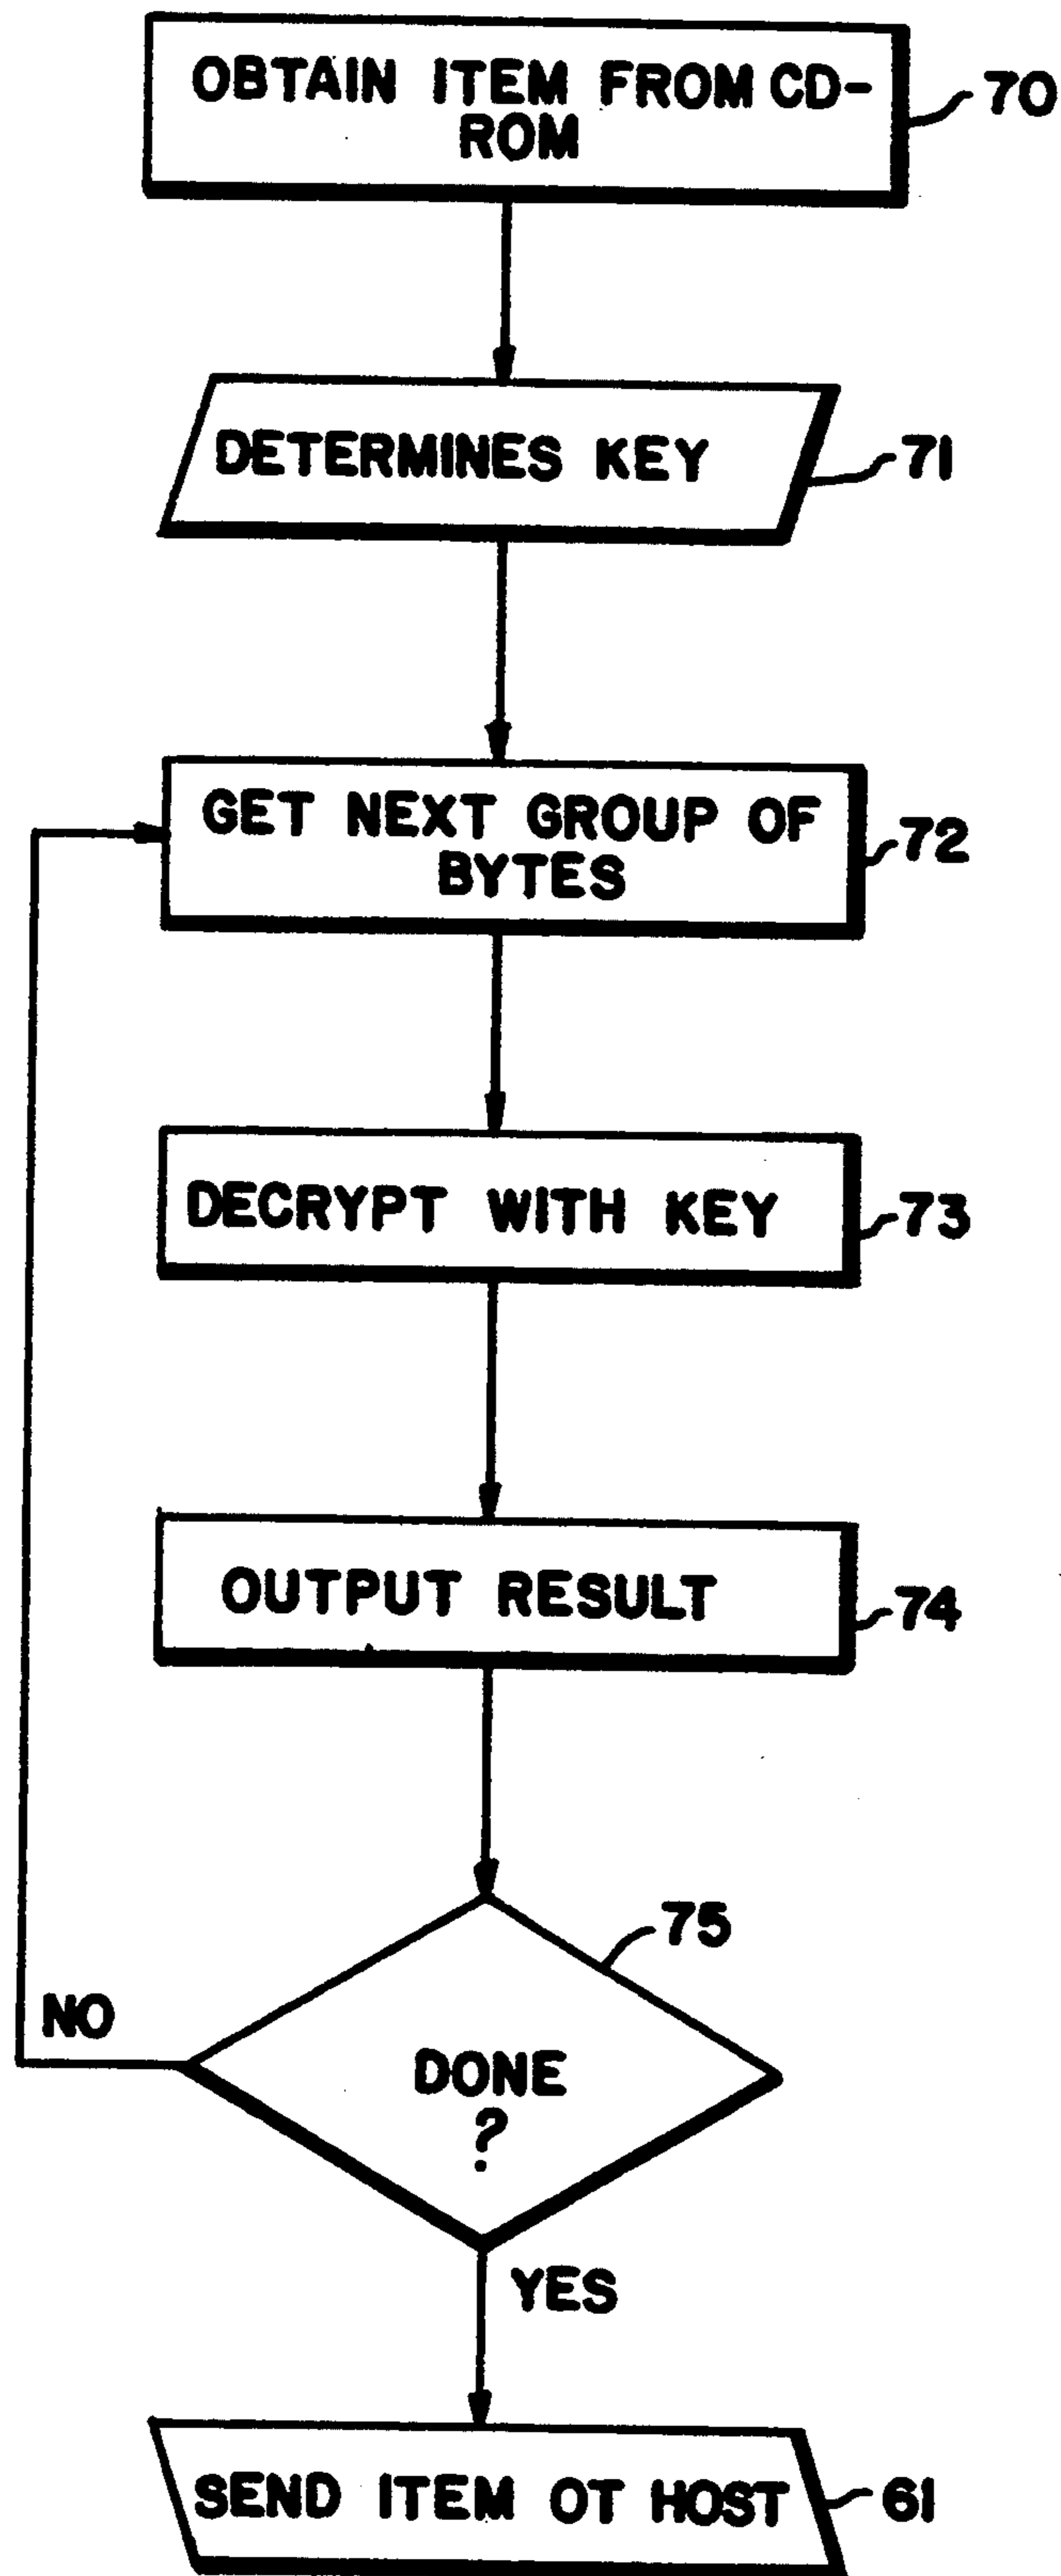 OBTAIN ITEM FROM CD-
ROM
70
DETERMINES KEY
71
GET NEXT GROUP OF
BYTES
72
DECRYPT WITH KEY
73
OUTPUT RESULT
74
75
NO
DONE
?
YES
SEND ITEM OT HOST
61